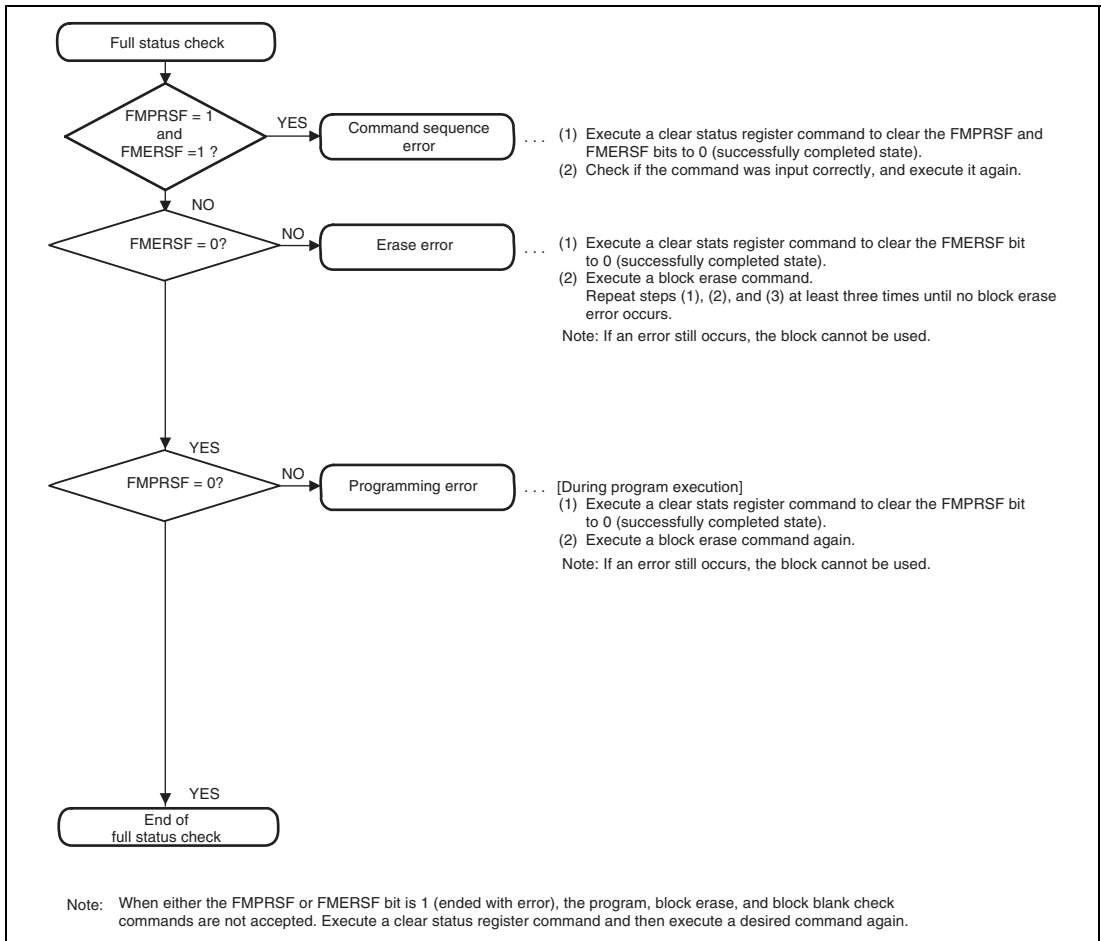 Full status check
FMPRSF = 1
and
FMERSF =1 ?
YES
Command sequence
error
. . . (1) Execute a clear status register command to clear the FMPRSF and
FMERSF bits to 0 (successfully completed state).
(2) Check if the command was input correctly, and execute it again.
NO
FMERSF = 0?
NO
Erase error
. . . (1) Execute a clear stats register command to clear the FMERSF bit
to 0 (successfully completed state).
(2) Execute a block erase command.
Repeat steps (1), (2), and (3) at least three times until no block erase
error occurs.
Note: If an error still occurs, the block cannot be used.
YES
FMPRSF = 0?
NO
Programming error
. . . [During program execution]
(1) Execute a clear stats register command to clear the FMPRSF bit
to 0 (successfully completed state).
(2) Execute a block erase command again.
Note: If an error still occurs, the block cannot be used.
YES
End of
full status check
Note: When either the FMPRSF or FMERSF bit is 1 (ended with error), the program, block erase, and block blank check
commands are not accepted. Execute a clear status register command and then execute a desired command again.